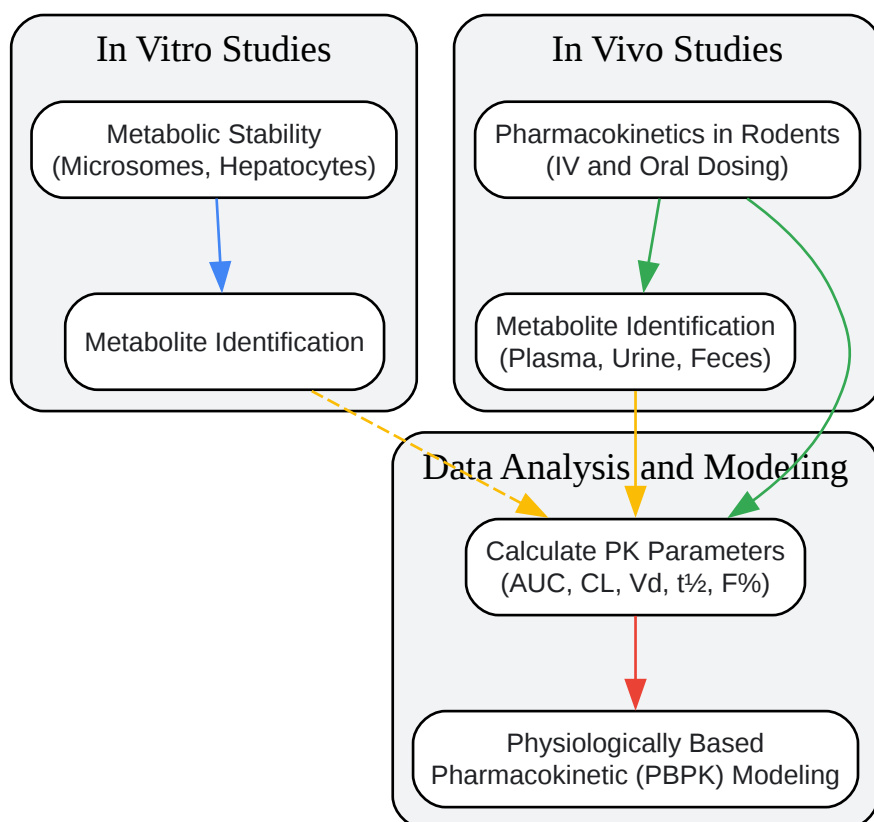 In Vitro Studies
Metabolic Stability
(Microsomes, Hepatocytes)
Metabolite Identification
In Vivo Studies
Pharmacokinetics in Rodents
(IV and Oral Dosing)
Metabolite Identification
(Plasma, Urine, Feces)
Data Analysis and Modeling
Calculate PK Parameters
(AUC, CL, Vd, t½, F%)
Physiologically Based
Pharmacokinetic (PBPK) Modeling